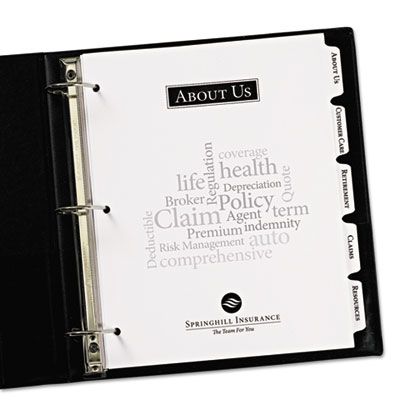 About Us
coverage
health
regulation
life
Depreciation
Quote
Broker
Policy
Claim
Agent
term
Deductible
Premium
indemnity
Risk Management
auto
comprehensive
Springhill Insurance
The Team For You
About Us
Customer Care
Retirement
Claims
Resources